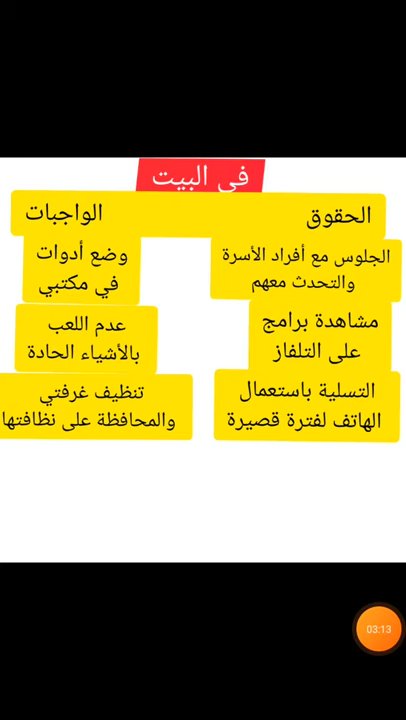 في البيت
الحقوق
الواجبات
الجلوس مع أفراد الأسرة
والتحدث معهم
وضع أدوات
في مكتبي
مشاهدة برامج
على التلفاز
عدم اللعب
بالأشياء الحادة
التسلية باستعمال
الهاتف لفترة قصيرة
تنظيف غرفتي
والمحافظة على نظافتها
03:13